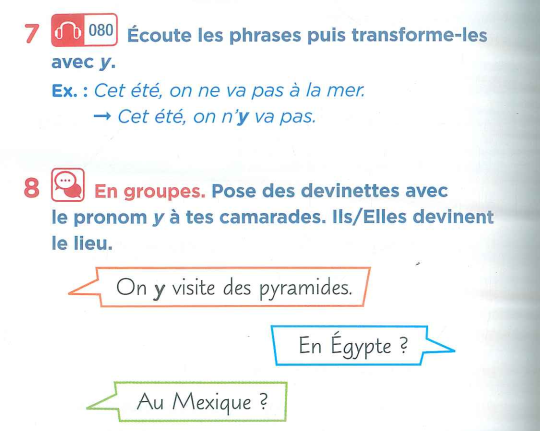 7 080 Écoute les phrases puis transforme-les
avec y.
Ex. : Cet été, on ne va pas à la mer.
→ Cet été, on n'y va pas.
8 En groupes. Pose des devinettes avec
le pronom y à tes camarades. Ils/Elles devinent
le lieu.
On y visite des pyramides.
En Égypte ?
Au Mexique ?